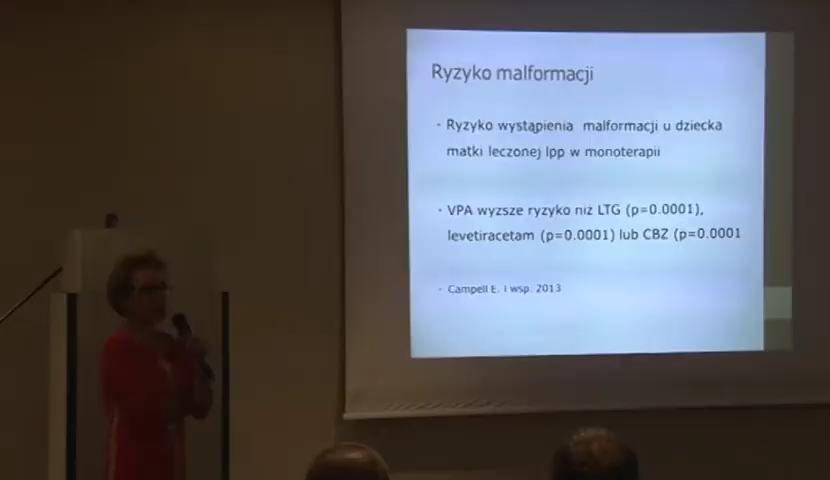 Ryzyko malformacji
· Ryzyko wystąpienia malformacji u dziecka
matki leczonej lpp w monoterapii
· VPA wyzsze ryzyko niż LTG (p=0.0001),
levetiracetam (p=0.0001) lub CBZ (p=0.0001
· Campell E. i wsp. 2013